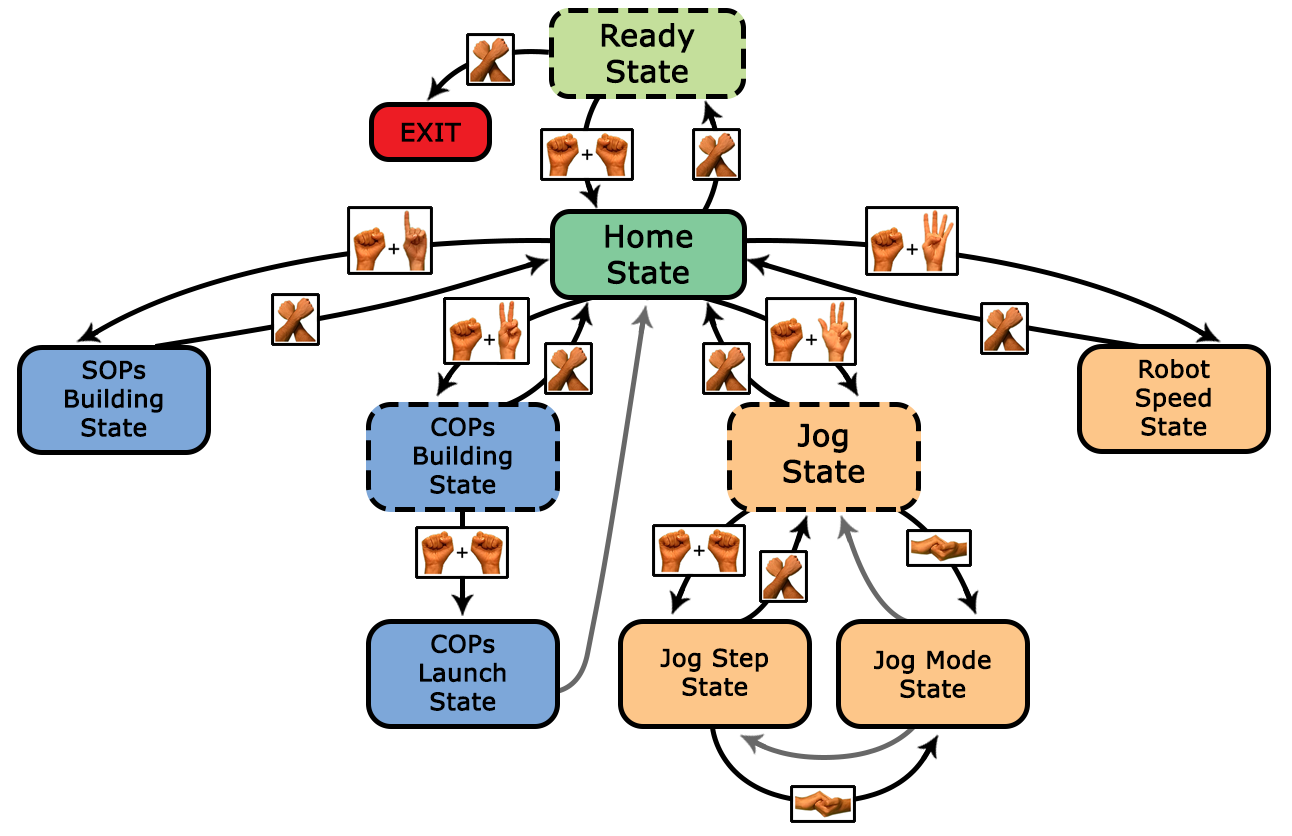 Ready
State
EXIT
+
Home
State
+
+
+
+
SOPs
Building
State
Robot
Speed
State
COPs
Building
State
Jog
State
+
+
COPs
Launch
State
Jog Step
State
Jog Mode
State